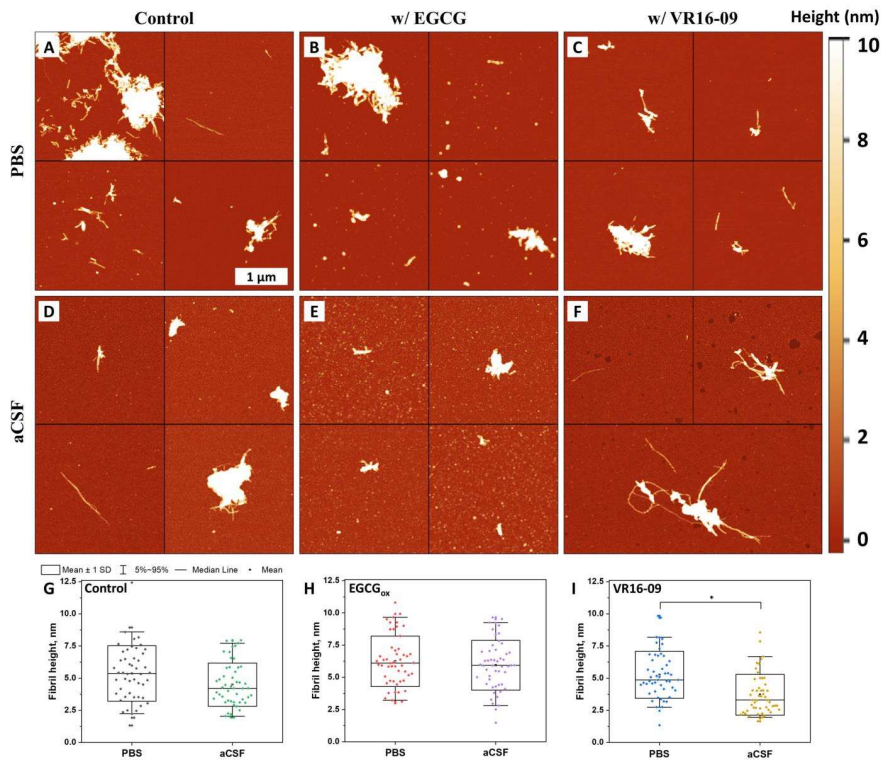 Control
w/ EGCG
w/ VR16-09
Height (nm)
PBS
A
B
C
1 µm
aCSF
D
E
F
10
8
6
4
2
0
Mean ± 1 SD
5%~95%
Median Line
Mean
G
Control
Fibril height, nm
12.5
10.0
7.5
5.0
2.5
0.0
PBS
aCSF
H
EGCGox
Fibril height, nm
12.5
10.0
7.5
5.0
2.5
0.0
PBS
aCSF
I
VR16-09
*
Fibril height, nm
12.5
10.0
7.5
5.0
2.5
0.0
PBS
aCSF